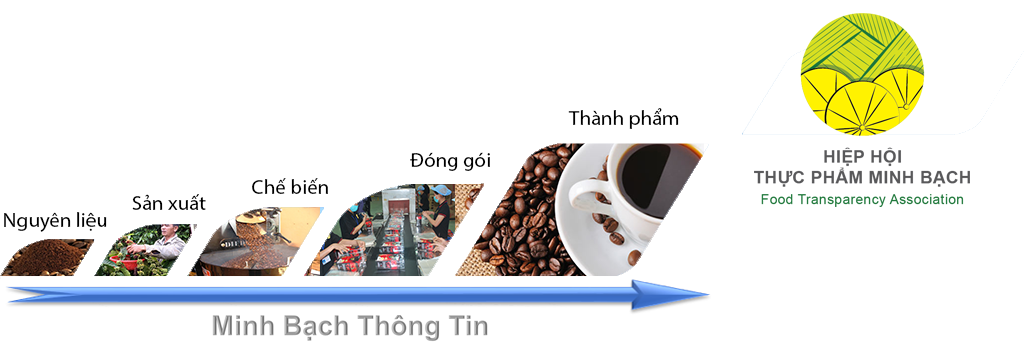 Nguyên liệu
Sản xuất
Chế biến
Đóng gói
Thành phẩm
Minh Bạch Thông Tin
HIỆP HỘI
THỰC PHẨM MINH BẠCH
Food Transparency Association